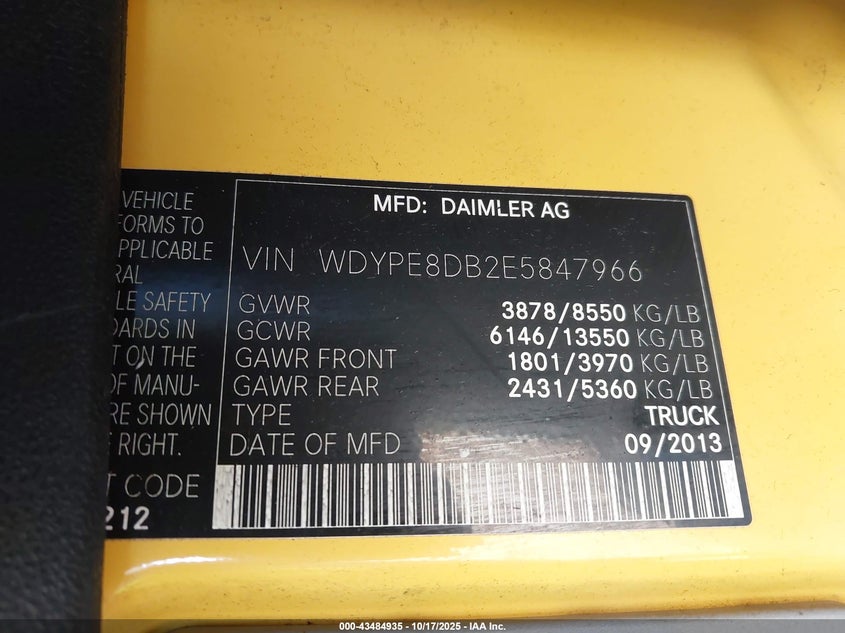 VEHICLE
FORMS TO
APPLICABLE
RAL
LE SAFETY
DARDS IN
T ON THE
OF MANU-
RE SHOWN
E RIGHT.
T CODE
212
MFD: DAIMLER AG
VIN WDYPE8DB2E5847966
GVWR 3878/8550 KG/LB
GCWR 6146/13550 KG/LB
GAWR FRONT 1801/3970 KG/LB
GAWR REAR 2431/5360 KG/LB
TYPE TRUCK
DATE OF MFD 09/2013
000-43484935 - 10/17/2025 - IAA Inc.